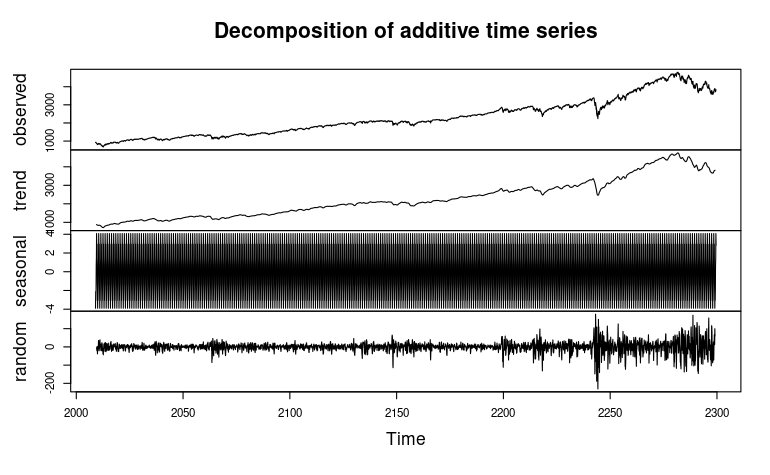 Decomposition of additive time series
observed
1000
3000
trend
1000
3000
seasonal
-4
0
2
4
random
-200
0
2000
2050
2100
2150
2200
2250
2300
Time